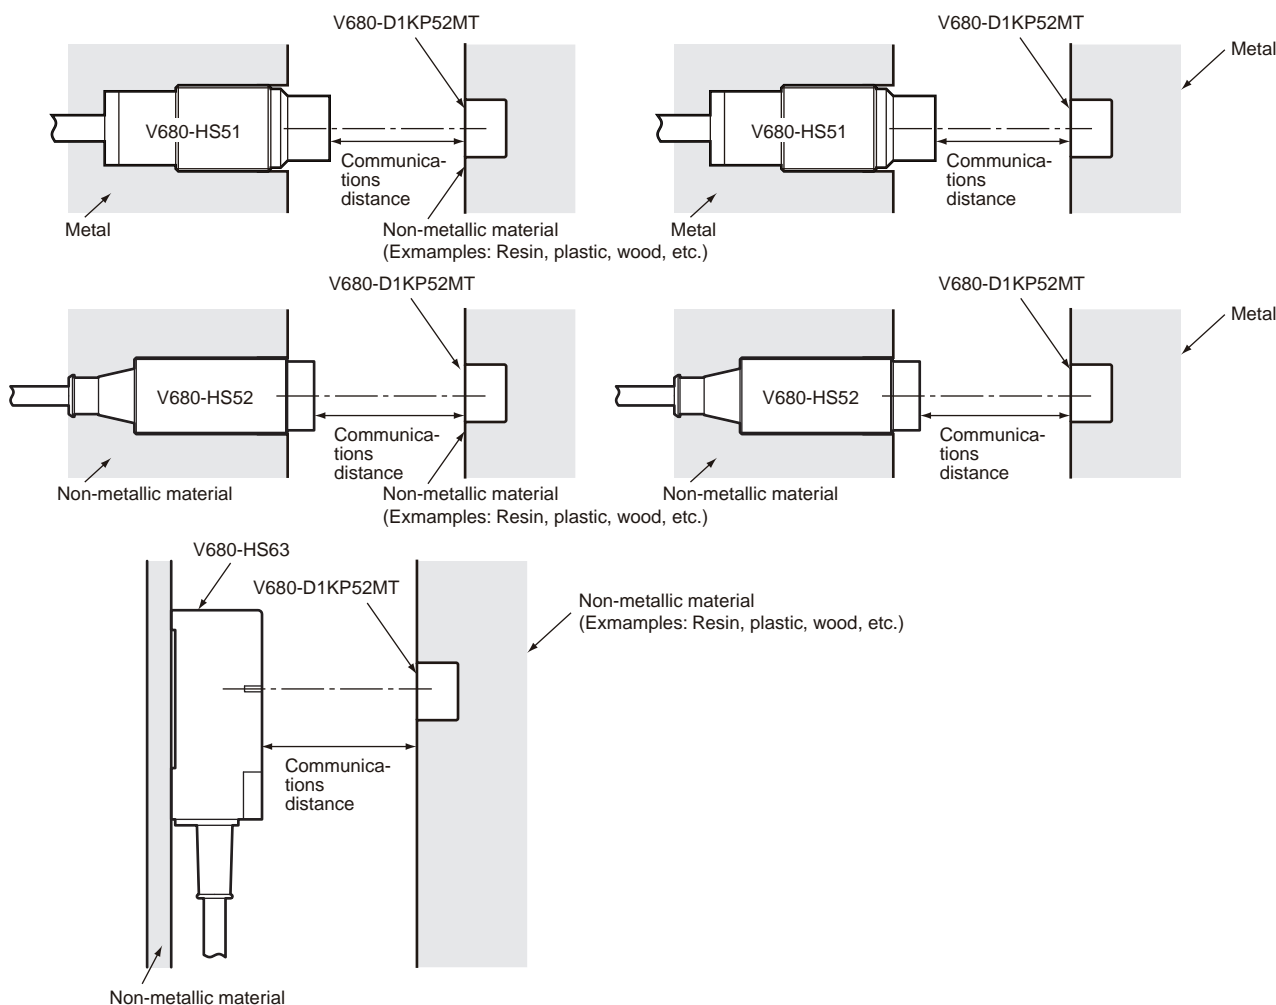 V680-D1KP52MT
V680-HS51
Communica-
tions
distance
Metal
Non-metallic material
(Exmamples: Resin, plastic, wood, etc.)
V680-D1KP52MT
Metal
V680-HS51
Communica-
tions
distance
Metal
V680-D1KP52MT
V680-HS52
Communica-
tions
distance
Non-metallic material
Non-metallic material
(Exmamples: Resin, plastic, wood, etc.)
V680-D1KP52MT
Metal
V680-HS52
Communica-
tions
distance
Non-metallic material
V680-HS63
V680-D1KP52MT
Non-metallic material
(Exmamples: Resin, plastic, wood, etc.)
Communica-
tions
distance
Non-metallic material